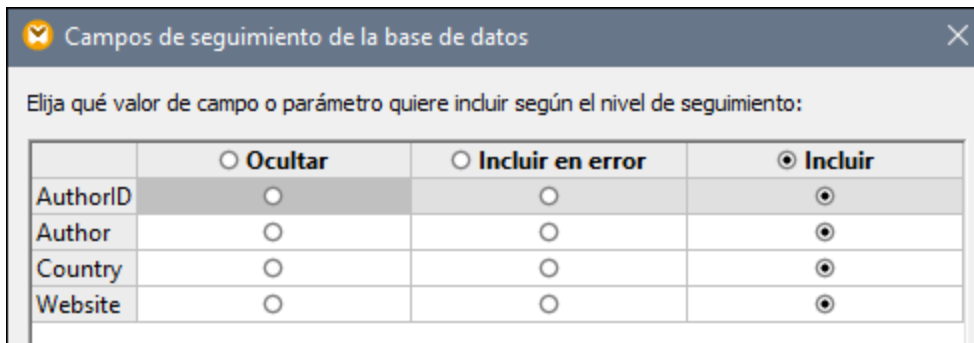 Campos de seguimiento de la base de datos
Elija qué valor de campo o parámetro quiere incluir según el nivel de seguimiento:
Ocultar Incluir en error Incluir
AuthorID
Author
Country
Website